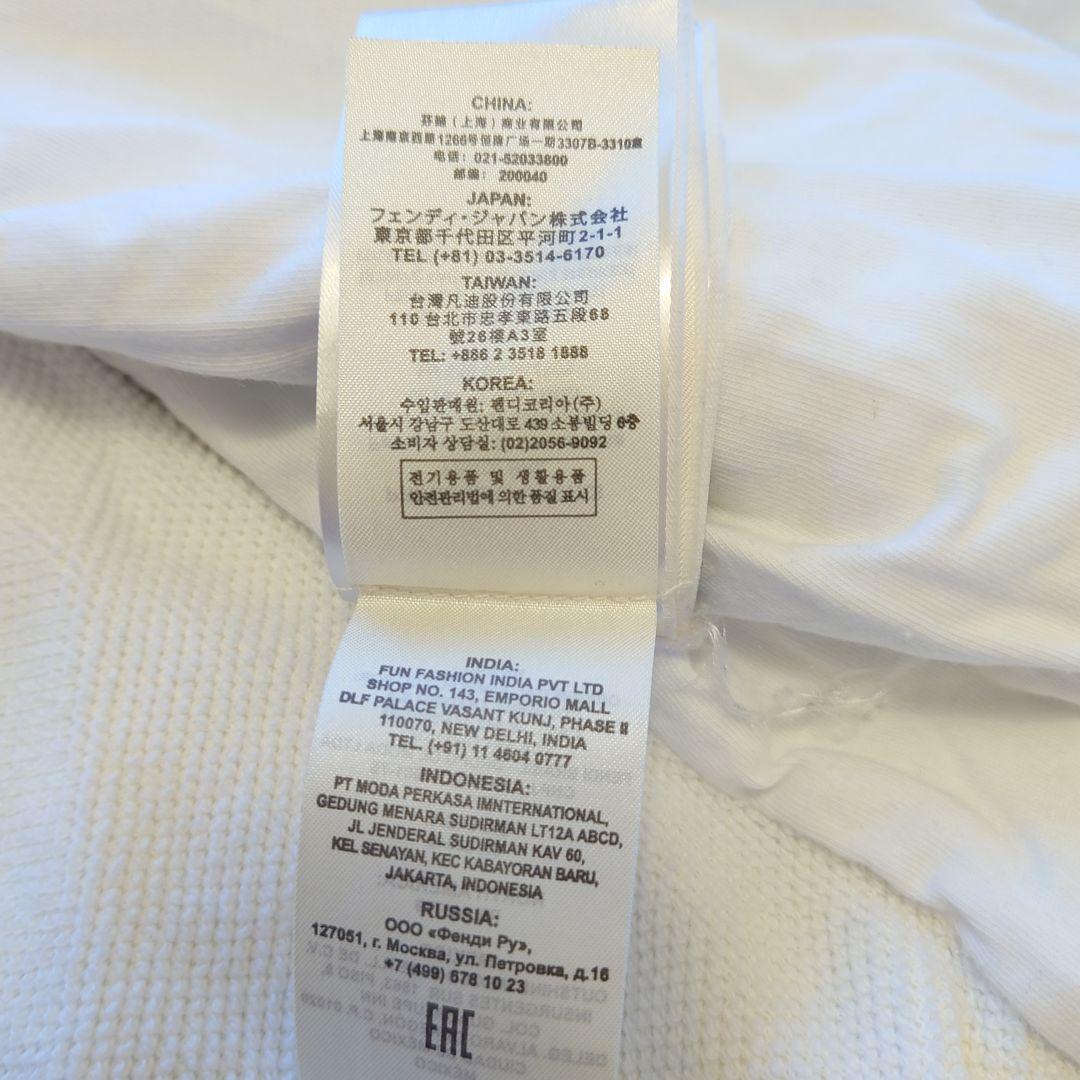 CHINA:
芬迪（上海）商业有限公司
上海南京西路1266号恒隆广场一期3307B-3310室
电话：021-52033800
邮编：200040
JAPAN:
フェンディ・ジャパン株式会社
東京都千代田区平河町2-1-1
TEL (+81) 03-3514-6170
TAIWAN:
台灣凡迪股份有限公司
110 台北市忠孝東路五段68
號26樓A3室
TEL: +886 2 3518 1888
KOREA:
수입판매원: 펜디코리아(주)
서울시 강남구 도산대로 439 소봉빌딩 6층
소비자 상담실: (02)2056-9092
전기용품 및 생활용품
안전관리법에 의한 품질 표시
INDIA:
FUN FASHION INDIA PVT LTD
SHOP NO. 143, EMPORIO MALL
DLF PALACE VASANT KUNJ, PHASE II
110070, NEW DELHI, INDIA
TEL. (+91) 11 4604 0777
INDONESIA:
PT MODA PERKASA IMNTERNATIONAL,
GEDUNG MENARA SUDIRMAN LT12A ABCD,
JL JENDERAL SUDIRMAN KAV 60,
KEL SENAYAN, KEC KABAYORAN BARU,
JAKARTA, INDONESIA
RUSSIA:
ООО «Фенди Ру»,
127051, г. Москва, ул. Петровка, д.16
+7 (499) 678 10 23
EAC